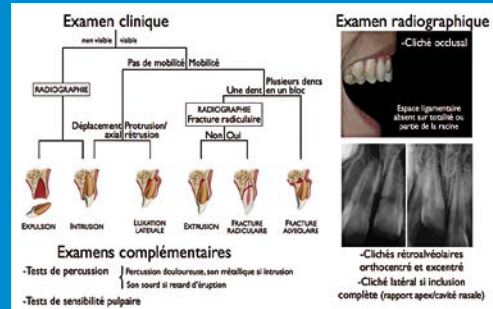 Examen clinique
non visible
visible
Pas de mobilité
Mobilité
Plusieurs dents
Une dent
en un bloc
RADIOGRAPHIE
RADIOGRAPHIE
Fracture radiculaire
Déplacement
axial
Protrusion/
rétrusion
Non
Oui
EXPULSION
INTRUSION
LUXATION
LATERALE
EXTRUSION
FRACTURE
RADICULAIRE
FRACTURE
ALVEOLAIRE
Examens complémentaires
-Tests de percussion
Percussion douloureuse, son métallique si intrusion
Son sourd si retard d'éruption
-Tests de sensibilité pulpaire
Examen radiographique
-Cliché occlusal
Espace ligamentaire
absent sur totalité ou
partie de la racine
-Clichés rétroalvéolaires
orthocentré et excentré
-Cliché latéral si inclusion
complète (rapport apex/cavité nasale)